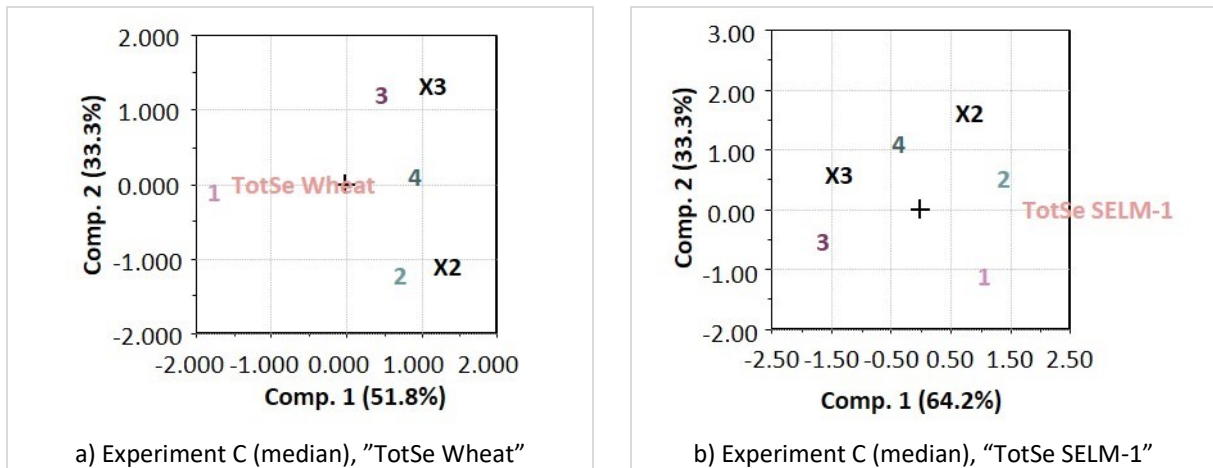 2.000
1.000
0.000
-1.000
-2.000
Comp. 2 (33.3%)
3
X3
1
TotSe Wheat
4
2
X2
-2.000 -1.000 0.000 1.000 2.000
Comp. 1 (51.8%)
a) Experiment C (median), ”TotSe Wheat”
3.00
2.00
1.00
0.00
-1.00
-2.00
Comp. 2 (33.3%)
X2
4
X3
2
TotSe SELM-1
3
1
-2.50 -1.50 -0.50 0.50 1.50 2.50
Comp. 1 (64.2%)
b) Experiment C (median), “TotSe SELM-1”